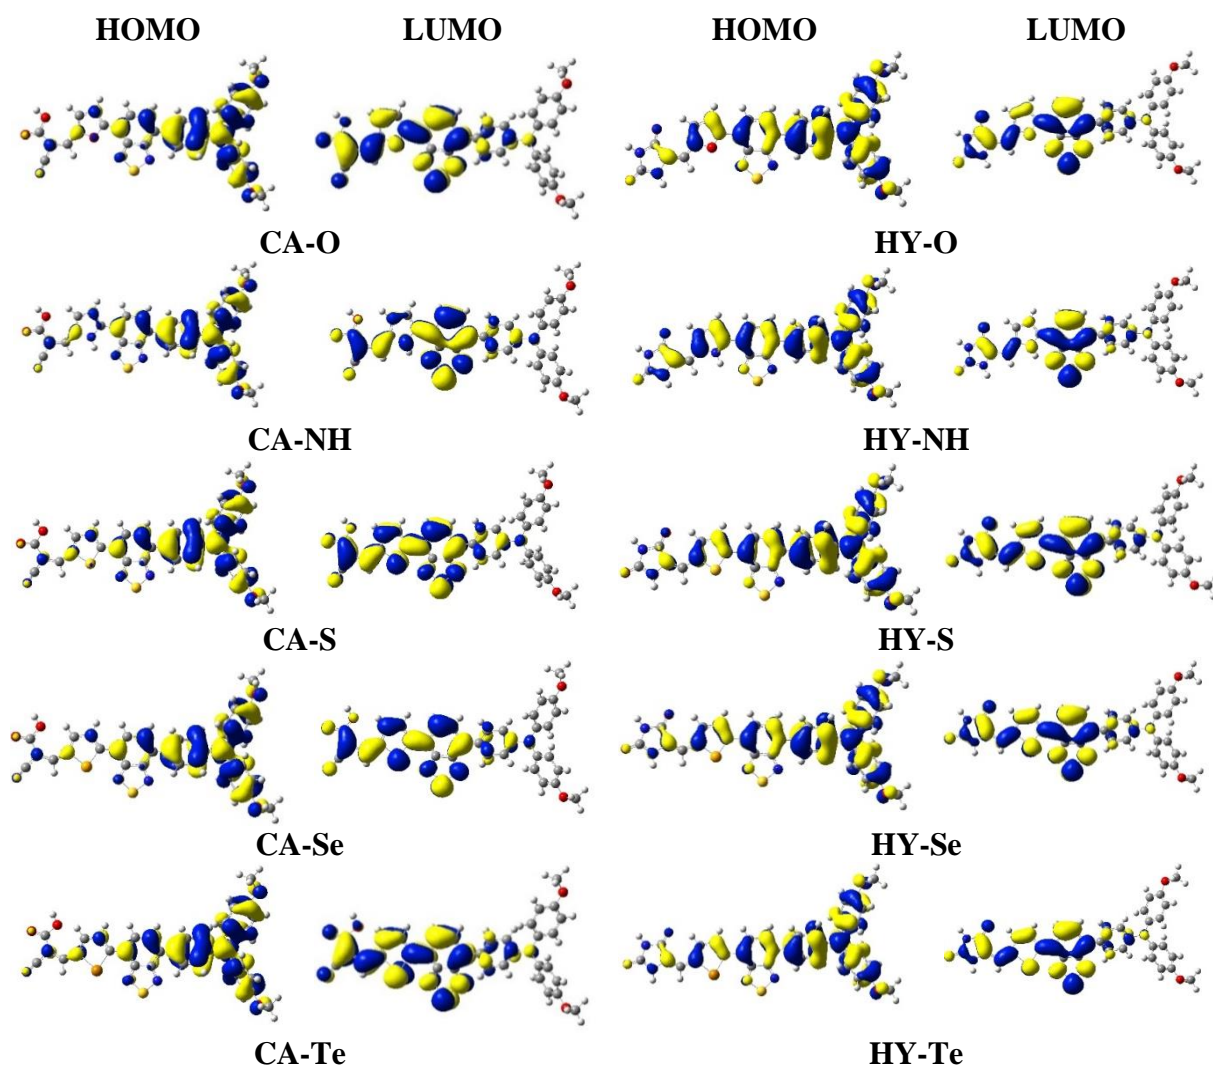 HOMO LUMO HOMO LUMO
CA-O HY-O
CA-NH HY-NH
CA-S HY-S
CA-Se HY-Se
CA-Te HY-Te